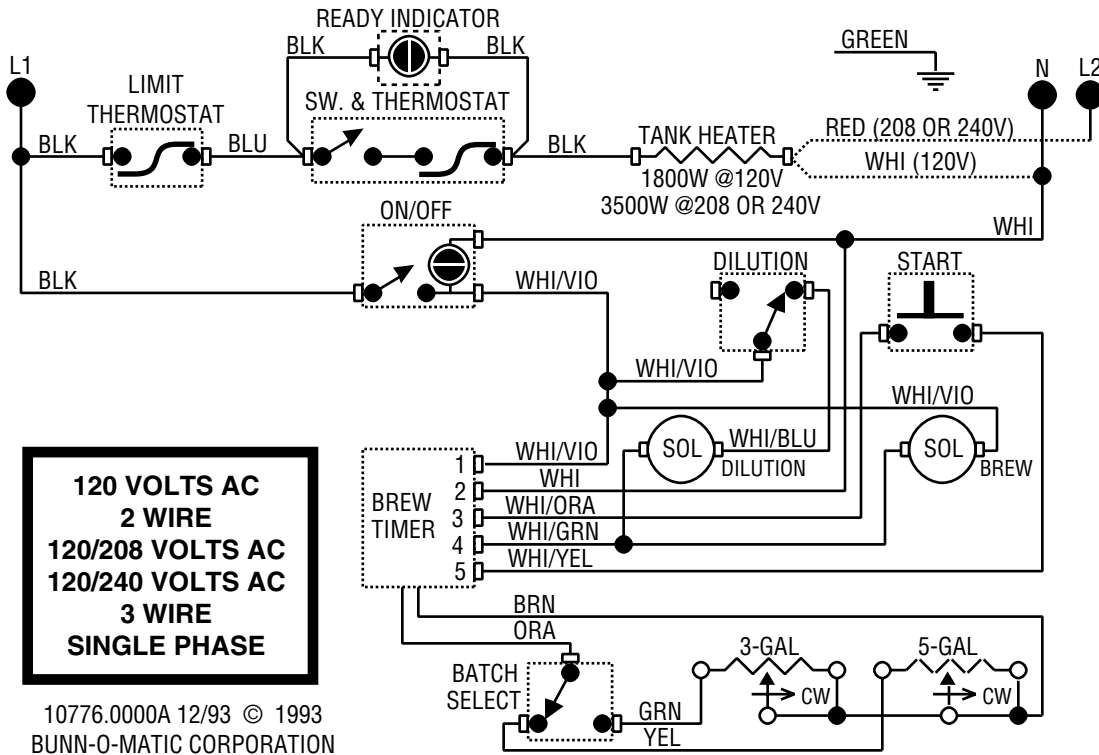 READY INDICATOR
BLK
BLK
GREEN
L1
N
L2
LIMIT
THERMOSTAT
SW. & THERMOSTAT
BLK
BLU
BLK
TANK HEATER
1800W @120V
3500W @208 OR 240V
RED (208 OR 240V)
WHI (120V)
ON/OFF
WHI
BLK
WHI/VIO
DILUTION
START
WHI/VIO
WHI/VIO
SOL
WHI/BLU
DILUTION
SOL
BREW
BREW
TIMER
1
WHI/VIO
2
WHI
3
WHI/ORA
4
WHI/GRN
5
WHI/YEL
120 VOLTS AC
2 WIRE
120/208 VOLTS AC
120/240 VOLTS AC
3 WIRE
SINGLE PHASE
BRN
ORA
BATCH
SELECT
GRN
YEL
3-GAL
CW
5-GAL
CW
10776.0000A 12/93 © 1993
BUNN-O-MATIC CORPORATION